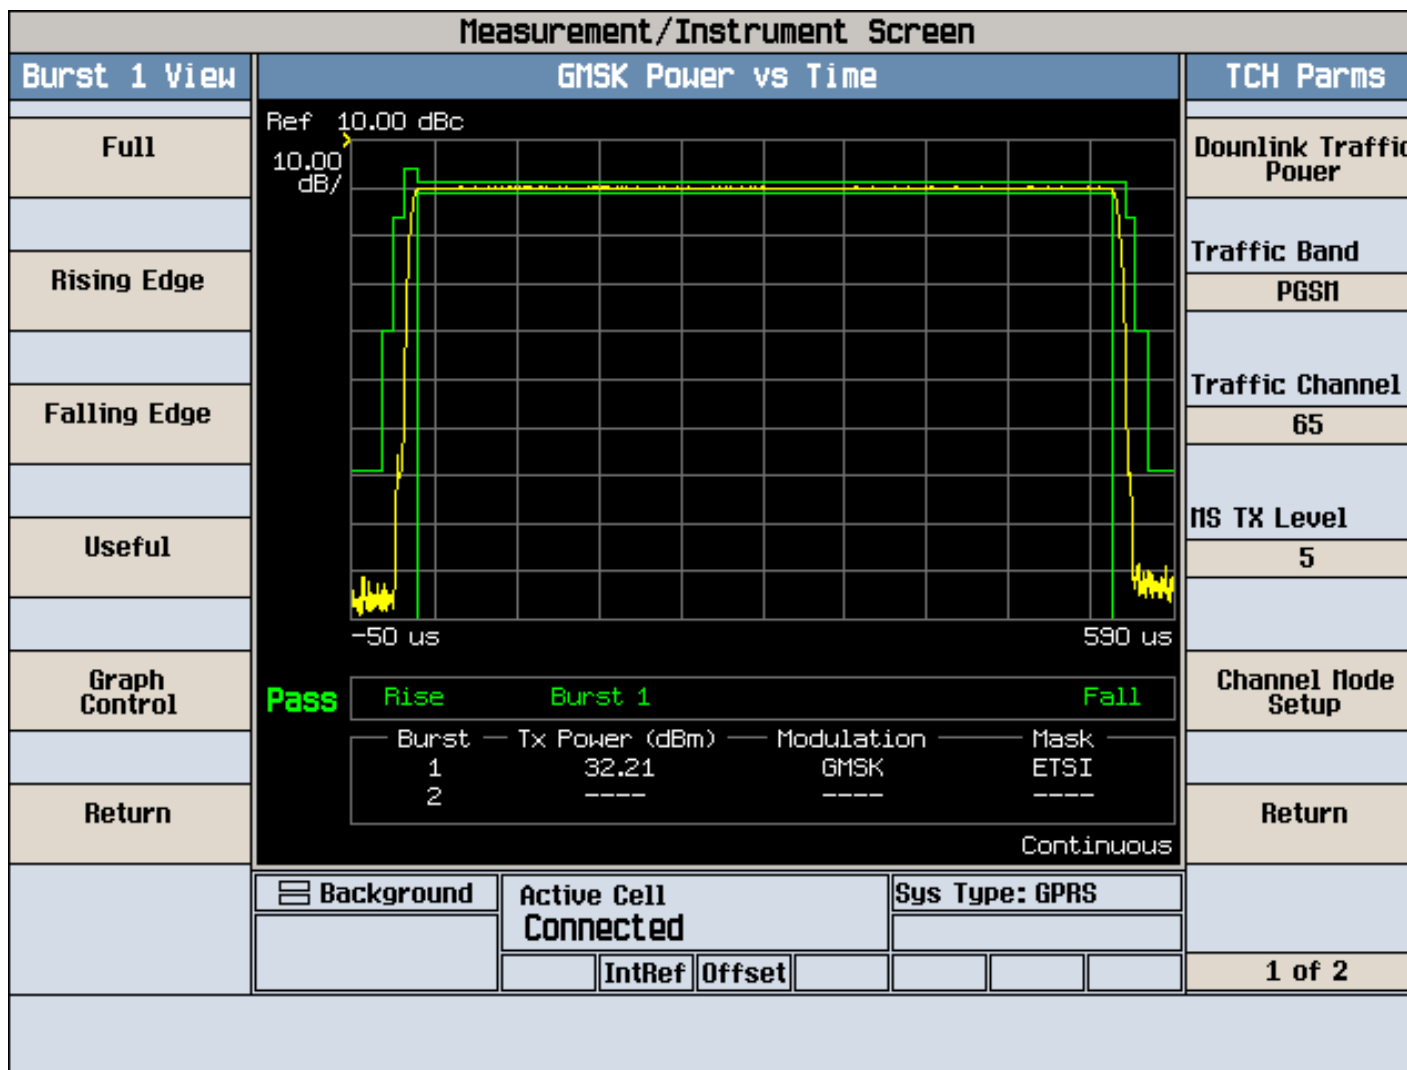 Measurement/Instrument Screen
Burst 1 View
GMSK Power vs Time
TCH Parms
Full
Rising Edge
Falling Edge
Useful
Graph
Control
Return
Ref 10.00 dBc
10.00
dB/
-50 us
590 us
Pass
Rise
Burst 1
Fall
Burst Tx Power (dBm) Modulation Mask
1 32.21 GMSK ETSI
2 ---- ---- ----
Continuous
Downlink Traffic
Power
Traffic Band
PGSM
Traffic Channel
65
MS TX Level
5
Channel Mode
Setup
Return
1 of 2
Background
Active Cell
Connected
Sys Type: GPRS
IntRef
Offset